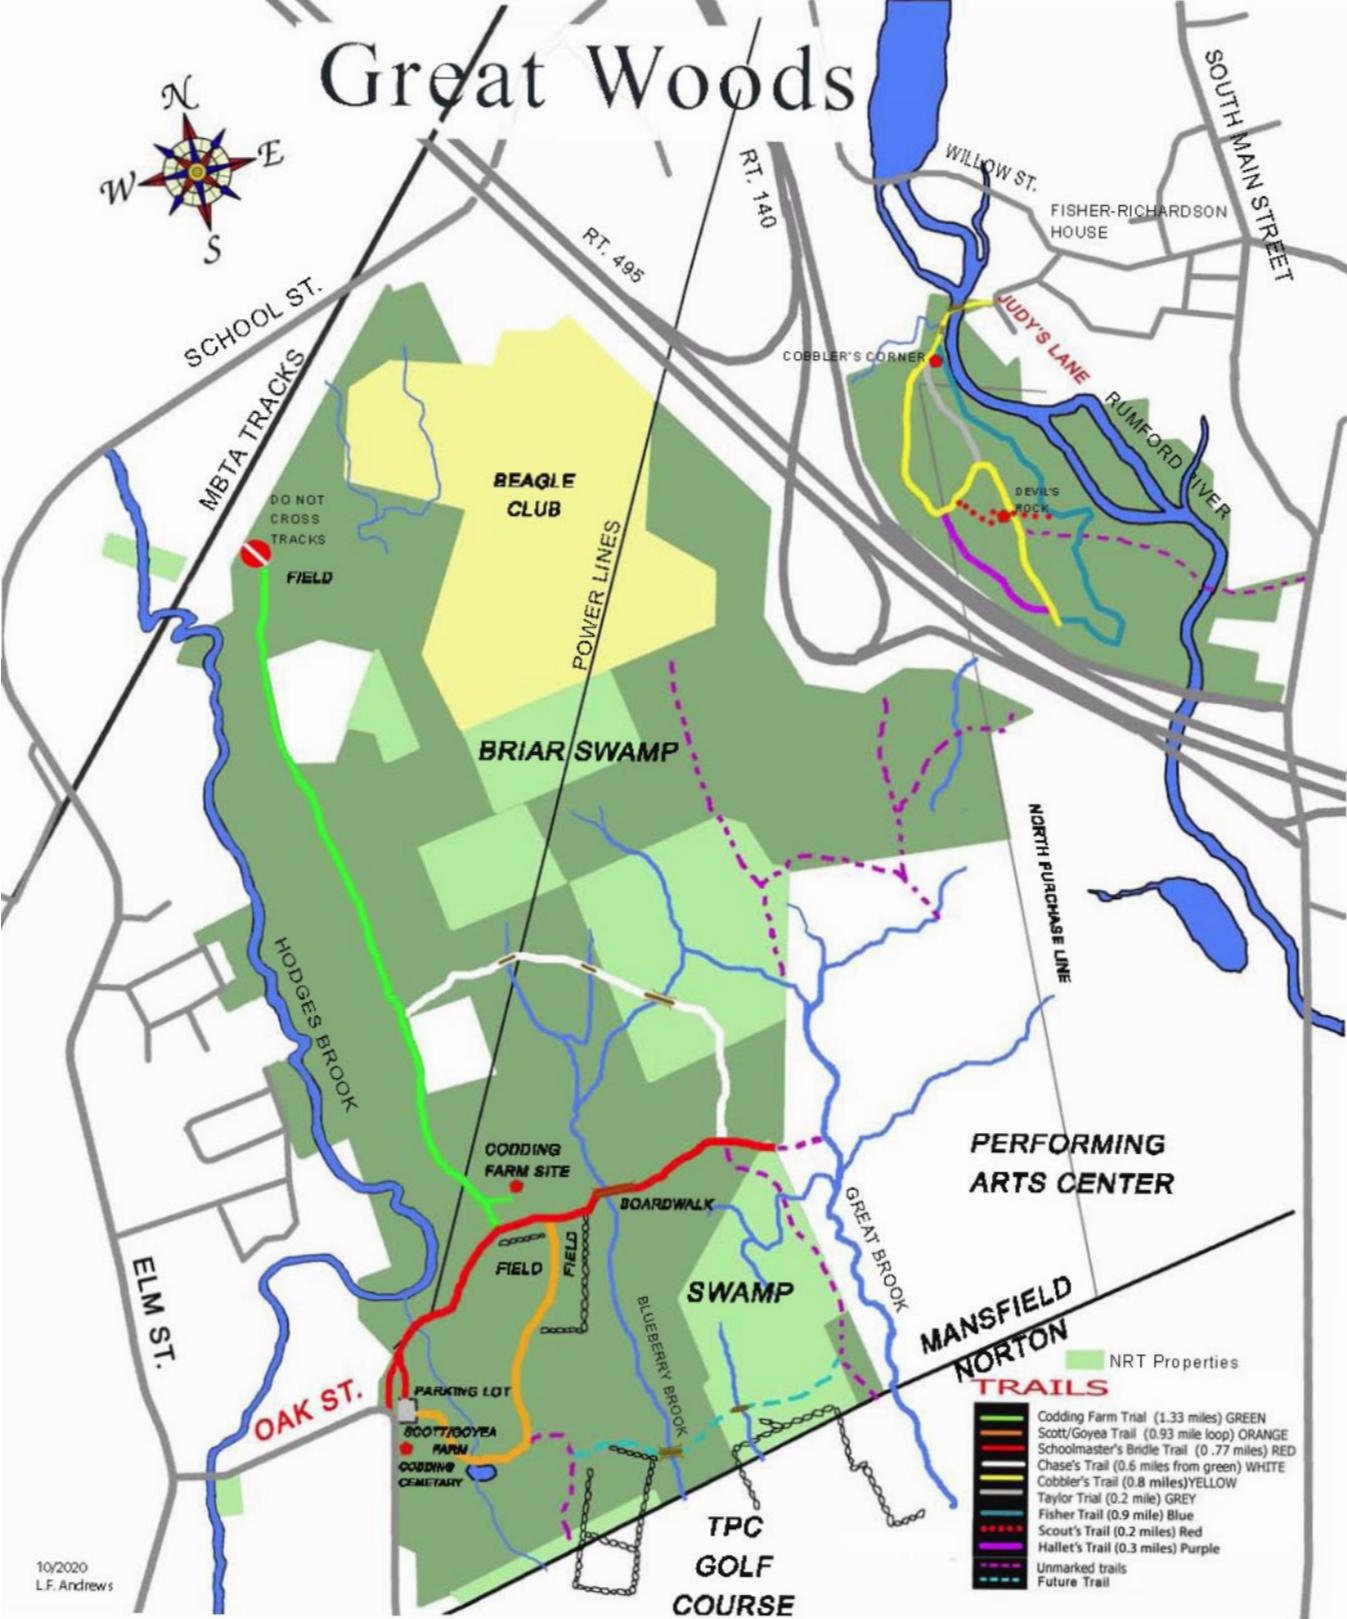 Great Woods
N
E
W
S
RT. 140
SOUTH MAIN STREET
WILLOW ST.
FISHER-RICHARDSON
HOUSE
RT. 495
SCHOOL ST.
MBTA TRACKS
JUDY'S LANE
COBBLER'S CORNER
RUMFORD RIVER
DEVIL'S
ROCK
BEAGLE
CLUB
DO NOT
CROSS
TRACKS
FIELD
POWER LINES
BRIAR SWAMP
NORTH PURCHASE LINE
HODGES BROOK
CODDING
FARM SITE
BOARDWALK
PERFORMING
ARTS CENTER
GREAT BROOK
FIELD
FIELD
SWAMP
BLUEBERRY BROOK
ELM ST.
MANSFIELD
NORTON
OAK ST.
PARKING LOT
SCOTT/GOYEA
FARM
CODDING
CEMETARY
TPC
GOLF
COURSE
NRT Properties
TRAILS
Codding Farm Trial (1.33 miles) GREEN
Scott/Goyea Trail (0.93 mile loop) ORANGE
Schoolmaster's Bridle Trail (0 .77 miles) RED
Chase's Trail (0.6 miles from green) WHITE
Cobbler's Trail (0.8 miles)YELLOW
Taylor Trial (0.2 mile) GREY
Fisher Trail (0.9 mile) Blue
Scout's Trail (0.2 miles) Red
Hallet's Trail (0.3 miles) Purple
Unmarked trails
Future Trail
10/2020
L.F. Andrews